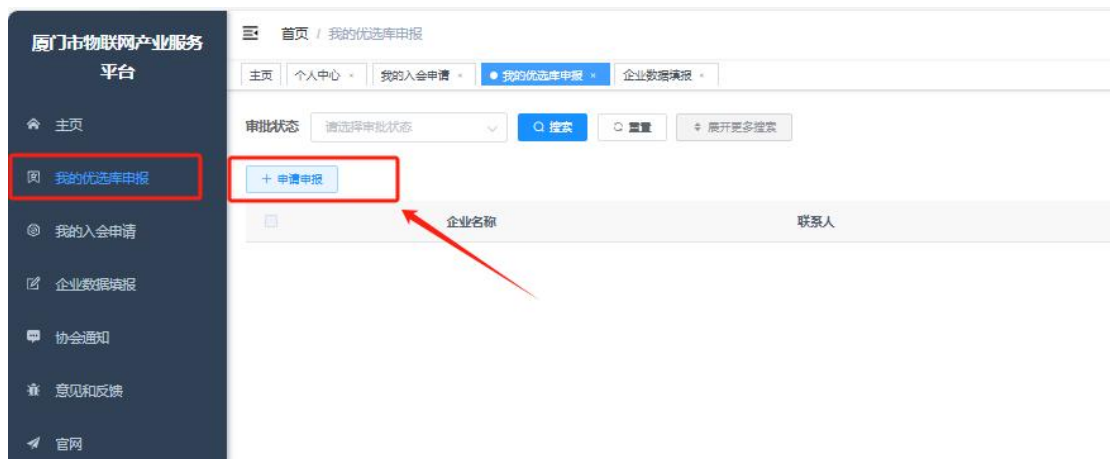 厦门市物联网产业服务
平台
首页 / 我的优选库申报
主页 个人中心 × 我的入会申请 × 我的优选库申报 × 企业数据填报 ×
审批状态 请选择审批状态 搜索 重置 展开更多搜索
+ 申请申报
企业名称 联系人
主页
我的优选库申报
我的入会申请
企业数据填报
协会通知
意见和反馈
官网